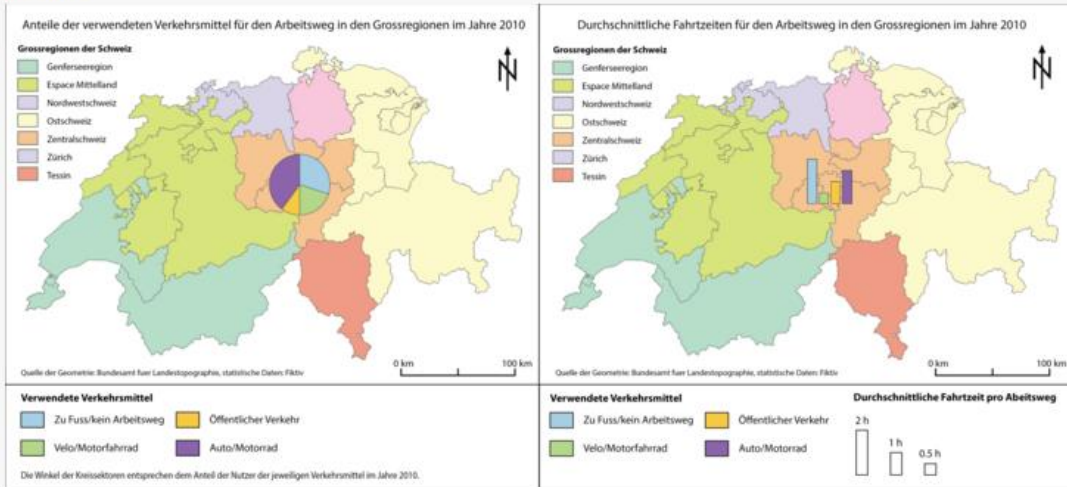 Anteile der verwendeten Verkehrsmittel für den Arbeitsweg in den Grossregionen im Jahre 2010
Grossregionen der Schweiz
Genferseeregion
Espace Mittelland
Nordwestschweiz
Ostschweiz
Zentralschweiz
Zürich
Tessin
N
0 km 100 km
Quelle der Geometrie: Bundesamt fuer Landestopographie, statistische Daten: Fiktiv
Verwendete Verkehrsmittel
Zu Fuss/kein Arbeitsweg
Öffentlicher Verkehr
Velo/Motorfahrrad
Auto/Motorrad
Die Winkel der Kreissektoren entsprechen dem Anteil der Nutzer der jeweiligen Verkehrsmittel im Jahre 2010.
Durchschnittliche Fahrtzeiten für den Arbeitsweg in den Grossregionen im Jahre 2010
Grossregionen der Schweiz
Genferseeregion
Espace Mittelland
Nordwestschweiz
Ostschweiz
Zentralschweiz
Zürich
Tessin
N
0 km 100 km
Quelle der Geometrie: Bundesamt fuer Landestopographie, statistische Daten: Fiktiv
Verwendete Verkehrsmittel
Zu Fuss/kein Arbeitsweg
Öffentlicher Verkehr
Velo/Motorfahrrad
Auto/Motorrad
Durchschnittliche Fahrtzeit pro Abeitsweg
2 h
1 h
0.5 h